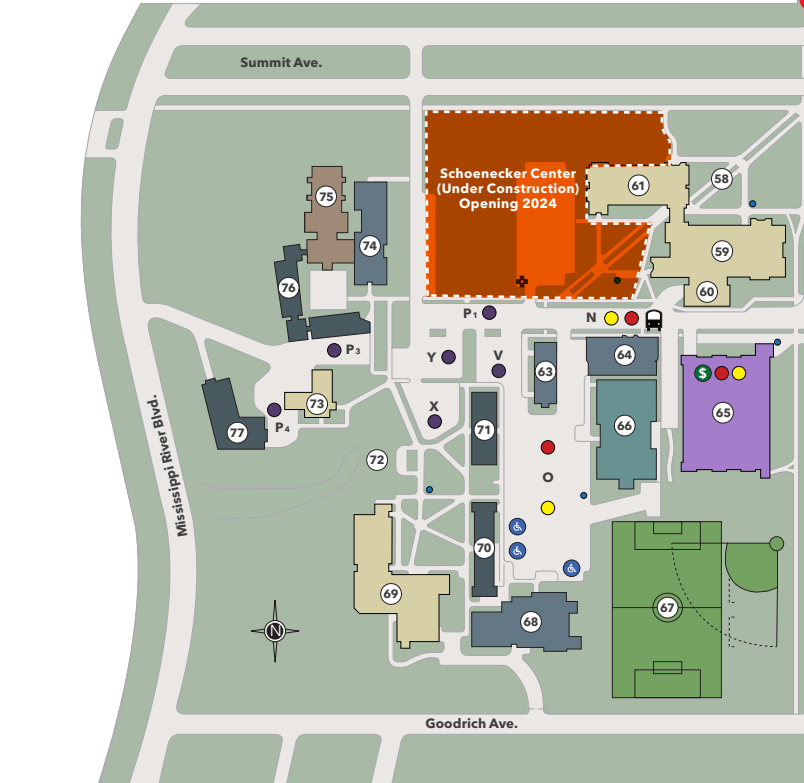 Summit Ave.
Schoenecker Center
(Under Construction)
Opening 2024
61
58
75
74
59
76
60
P1
N
P3
Y
V
63
64
$
65
73
X
P4
77
71
66
72
O
Mississippi River Blvd.
70
69
67
68
N
Goodrich Ave.